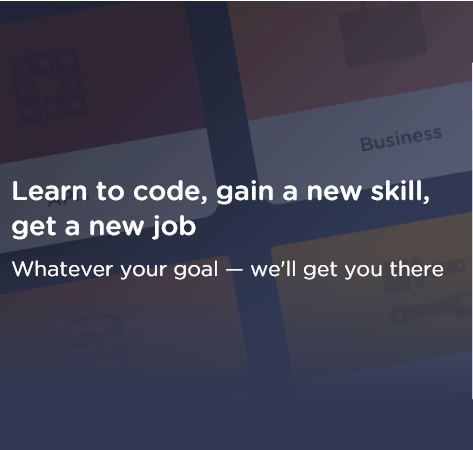 Business
Learn to code, gain a new skill,
get a new job
Whatever your goal — we'll get you there